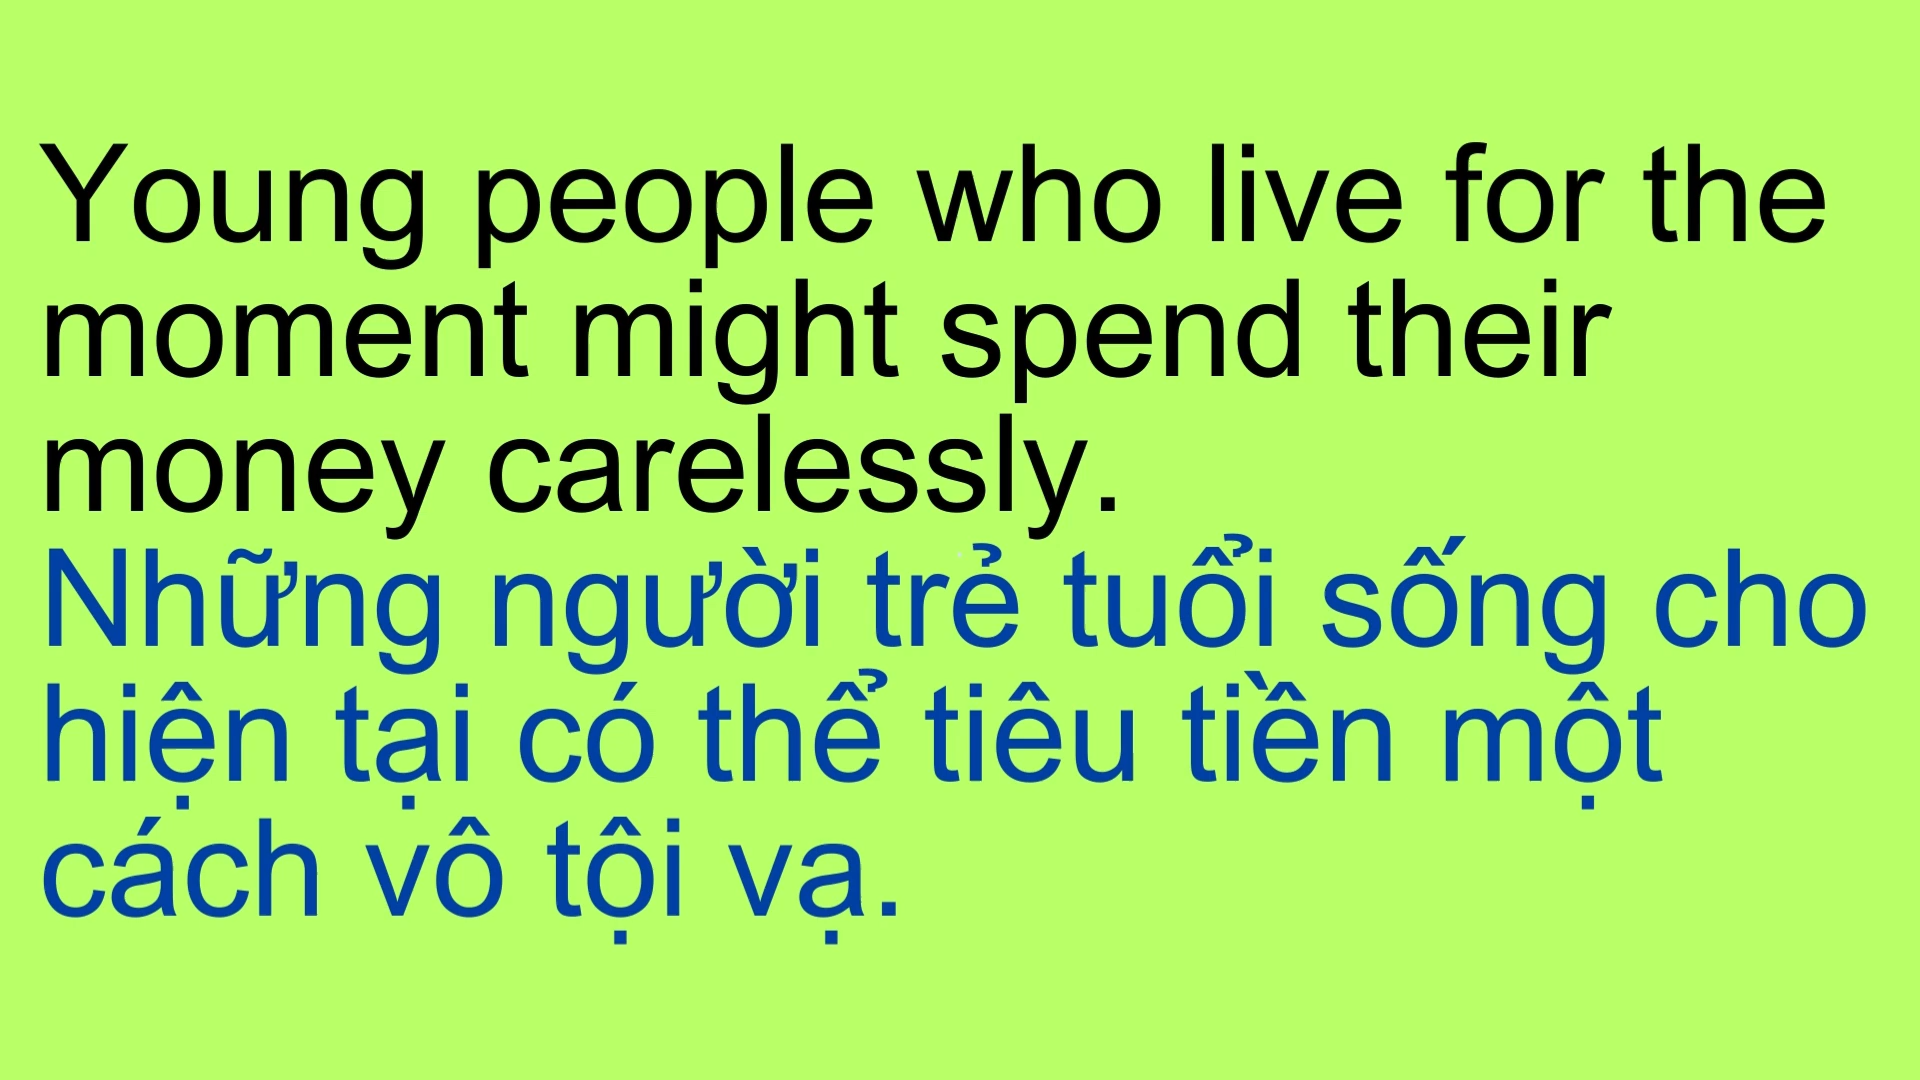 Young people who live for the
moment might spend their
money carelessly.
Những người trẻ tuổi sống cho
hiện tại có thể tiêu tiền một
cách vô tội vạ.